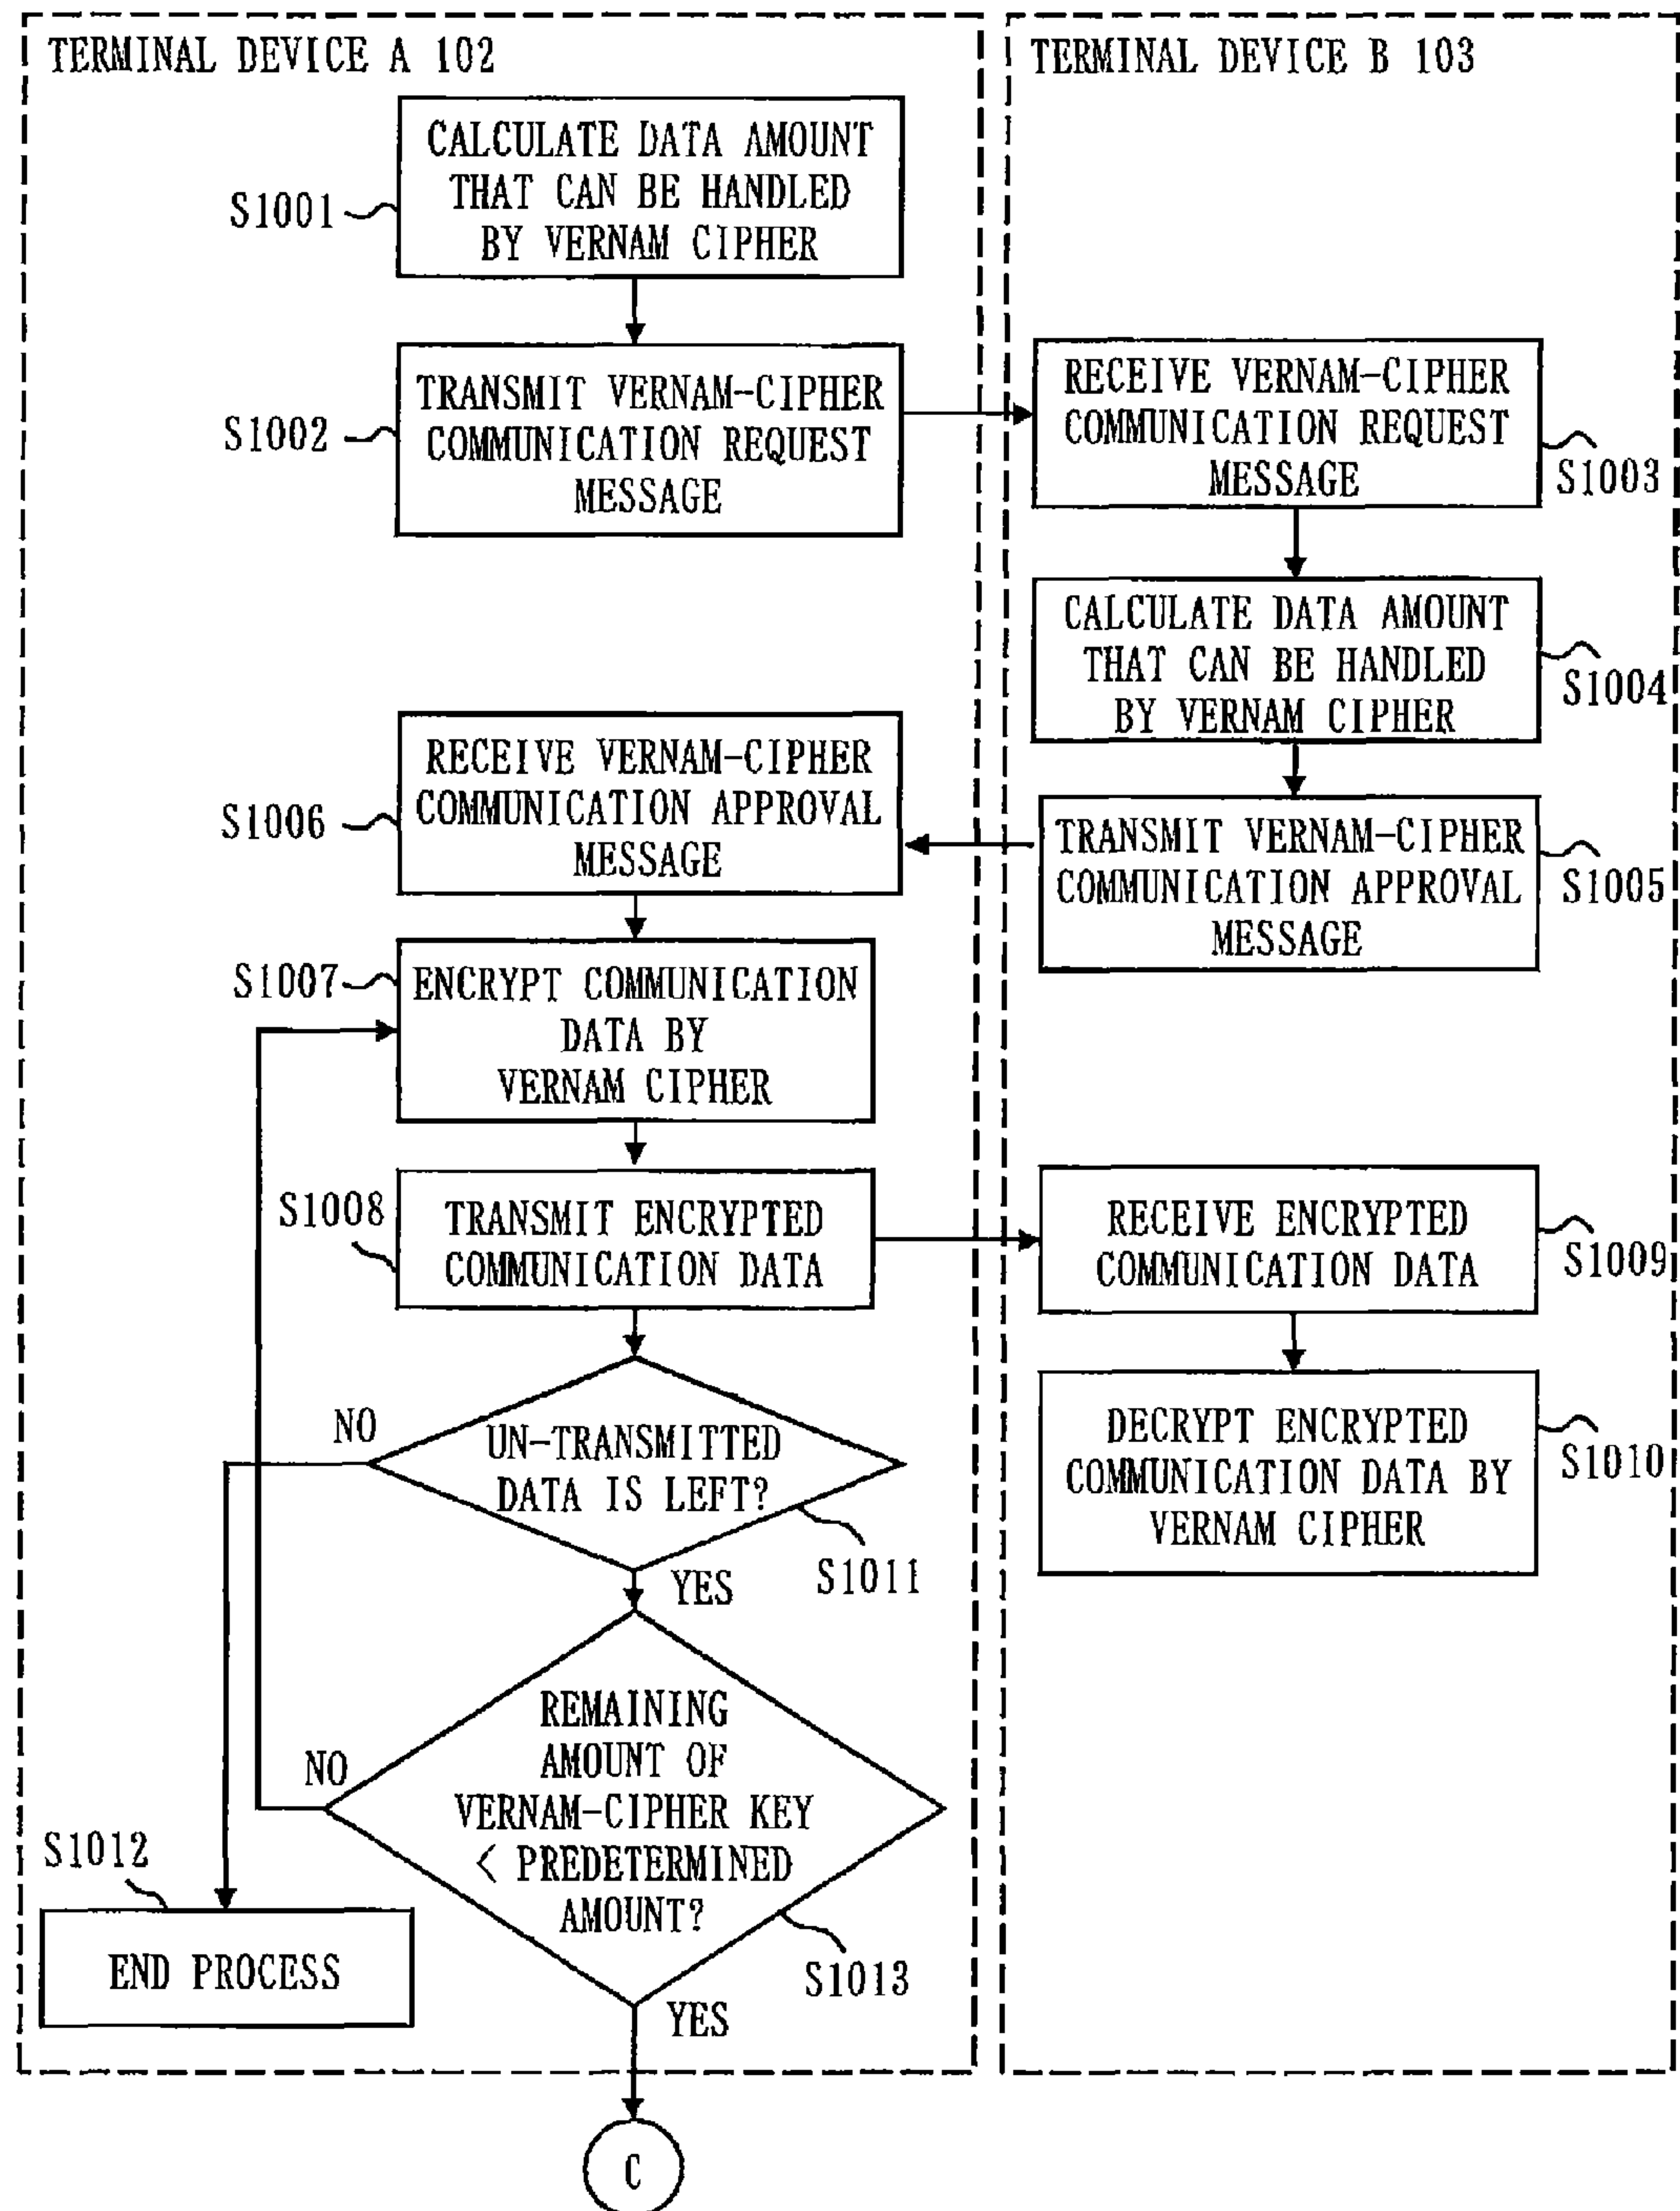 TERMINAL DEVICE A 102
CALCULATE DATA AMOUNT
THAT CAN BE HANDLED
BY VERNAM CIPHER
S1001
TRANSMIT VERNAM-CIPHER
COMMUNICATION REQUEST
MESSAGE
S1002
TERMINAL DEVICE B 103
RECEIVE VERNAM-CIPHER
COMMUNICATION REQUEST
MESSAGE
S1003
CALCULATE DATA AMOUNT
THAT CAN BE HANDLED
BY VERNAM CIPHER
S1004
TRANSMIT VERNAM-CIPHER
COMMUNICATION APPROVAL
MESSAGE
S1005
RECEIVE VERNAM-CIPHER
COMMUNICATION APPROVAL
MESSAGE
S1006
S1007
ENCRYPT COMMUNICATION
DATA BY
VERNAM CIPHER
S1008
TRANSMIT ENCRYPTED
COMMUNICATION DATA
RECEIVE ENCRYPTED
COMMUNICATION DATA
S1009
DECRYPT ENCRYPTED
COMMUNICATION DATA BY
VERNAM CIPHER
S1010
NO
UN-TRANSMITTED
DATA IS LEFT?
S1011
YES
NO
REMAINING
AMOUNT OF
VERNAM-CIPHER KEY
< PREDETERMINED
AMOUNT?
S1013
S1012
END PROCESS
YES
C